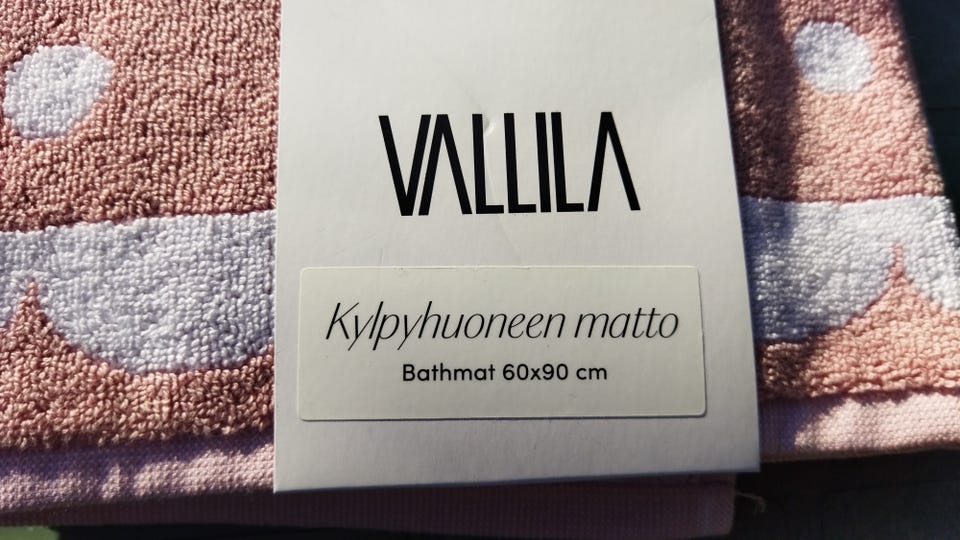 VALLILA
Kylpyhuoneen matto
Bathmat 60x90 cm